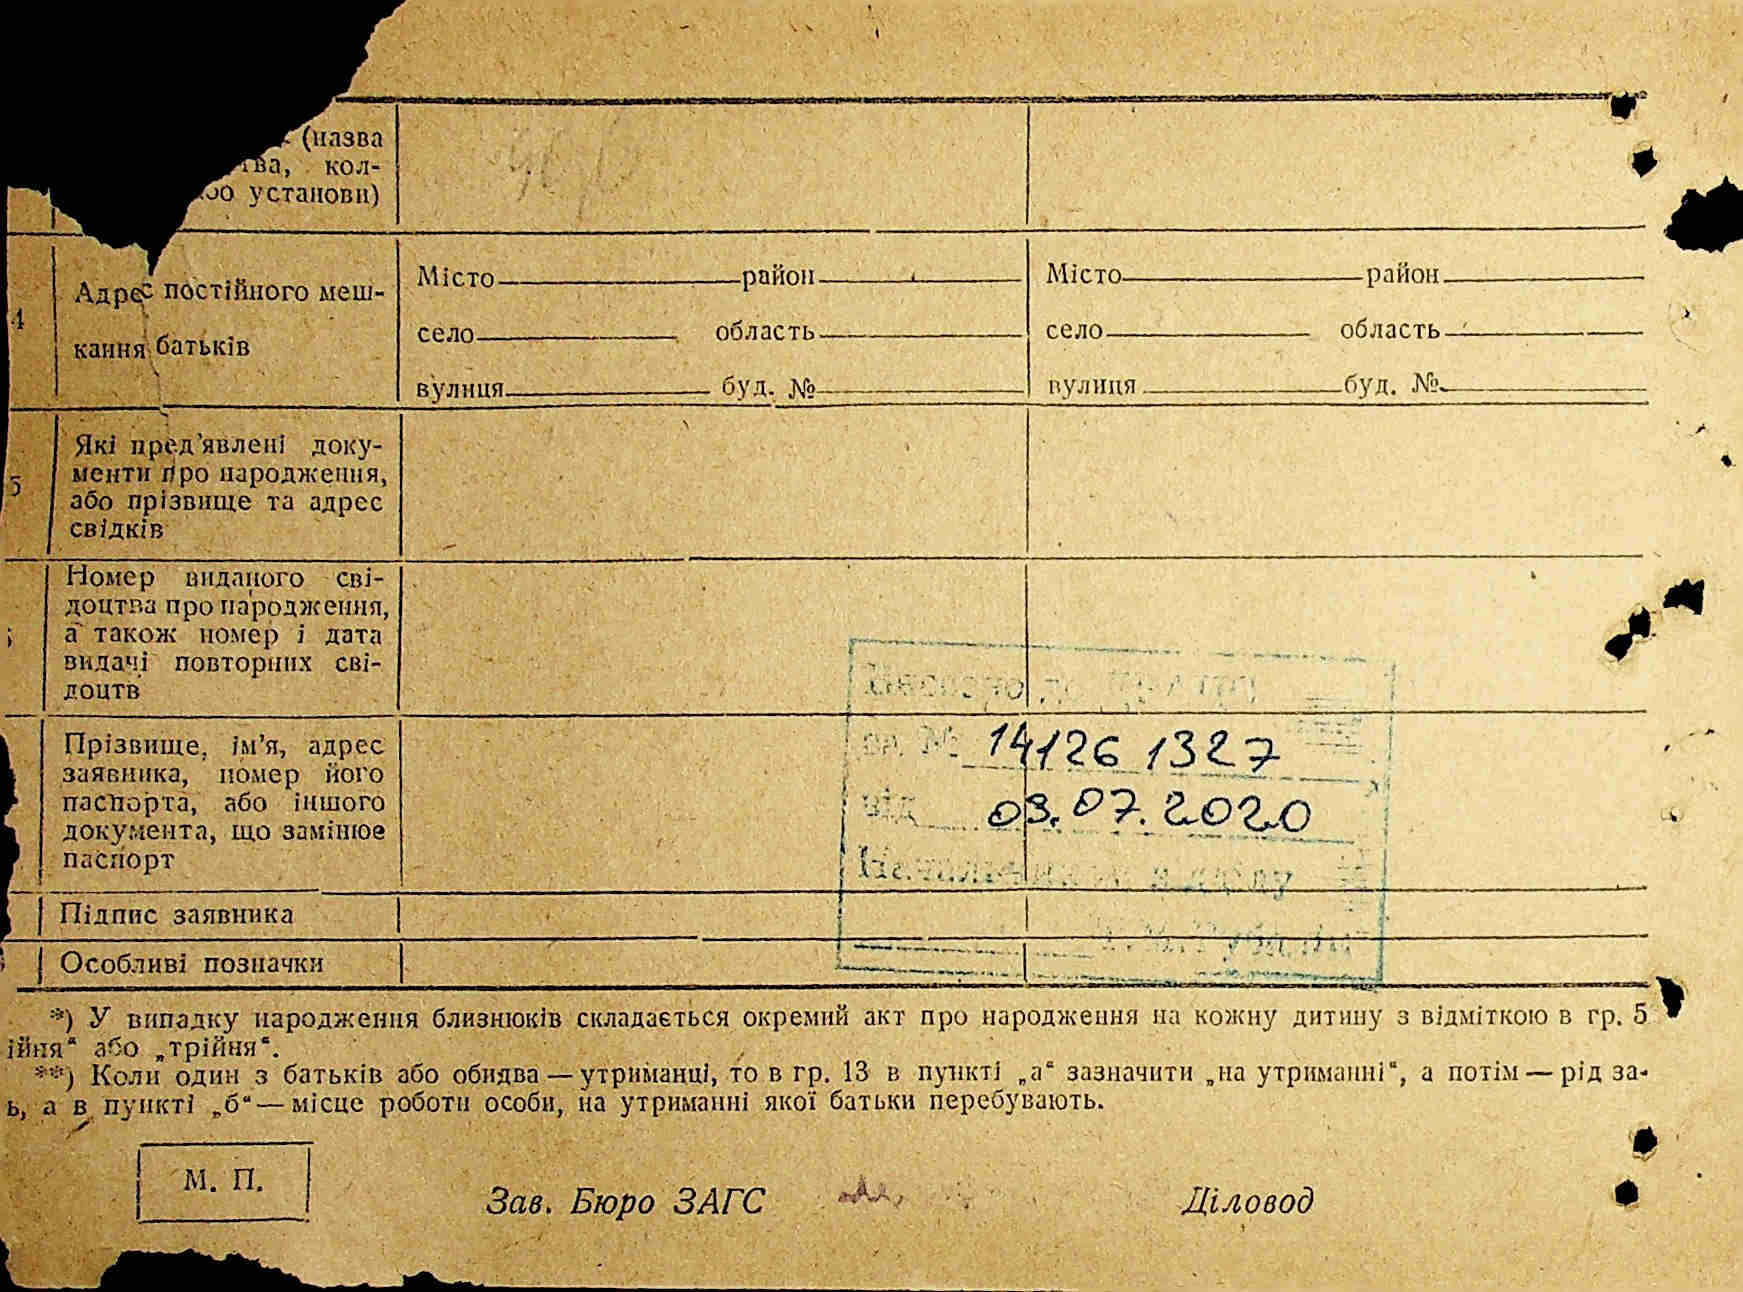 (назва
кол-
установи)
4
Адрес постійного меш-
кання батьків
Місто район
село область
вулиця буд. №
Місто район
село область
вулиця буд. №
5
Які пред'явлені доку-
менти про народження,
або прізвище та адрес
свідків
Номер виданого сві-
доцтва про народження,
а також номер і дата
видачі повторних сві-
доцтв
Прізвище, ім'я, адрес
заявника, номер його
паспорта, або іншого
документа, що замінює
паспорт
14126 1327
від 03.07.2020
Підпис заявника
Особливі позначки
*) У випадку народження близнюків складається окремий акт про народження на кожну дитину з відміткою в гр. 5
ійня“ або „трійня“.
**) Коли один з батьків або обидва — утриманці, то в гр. 13 в пункті „а“ зазначити „на утриманні“, а потім — рід за-
ь, а в пункті „б“ — місце роботи особи, на утриманні якої батьки перебувають.
М. П.
Зав. Бюро ЗАГС Діловод